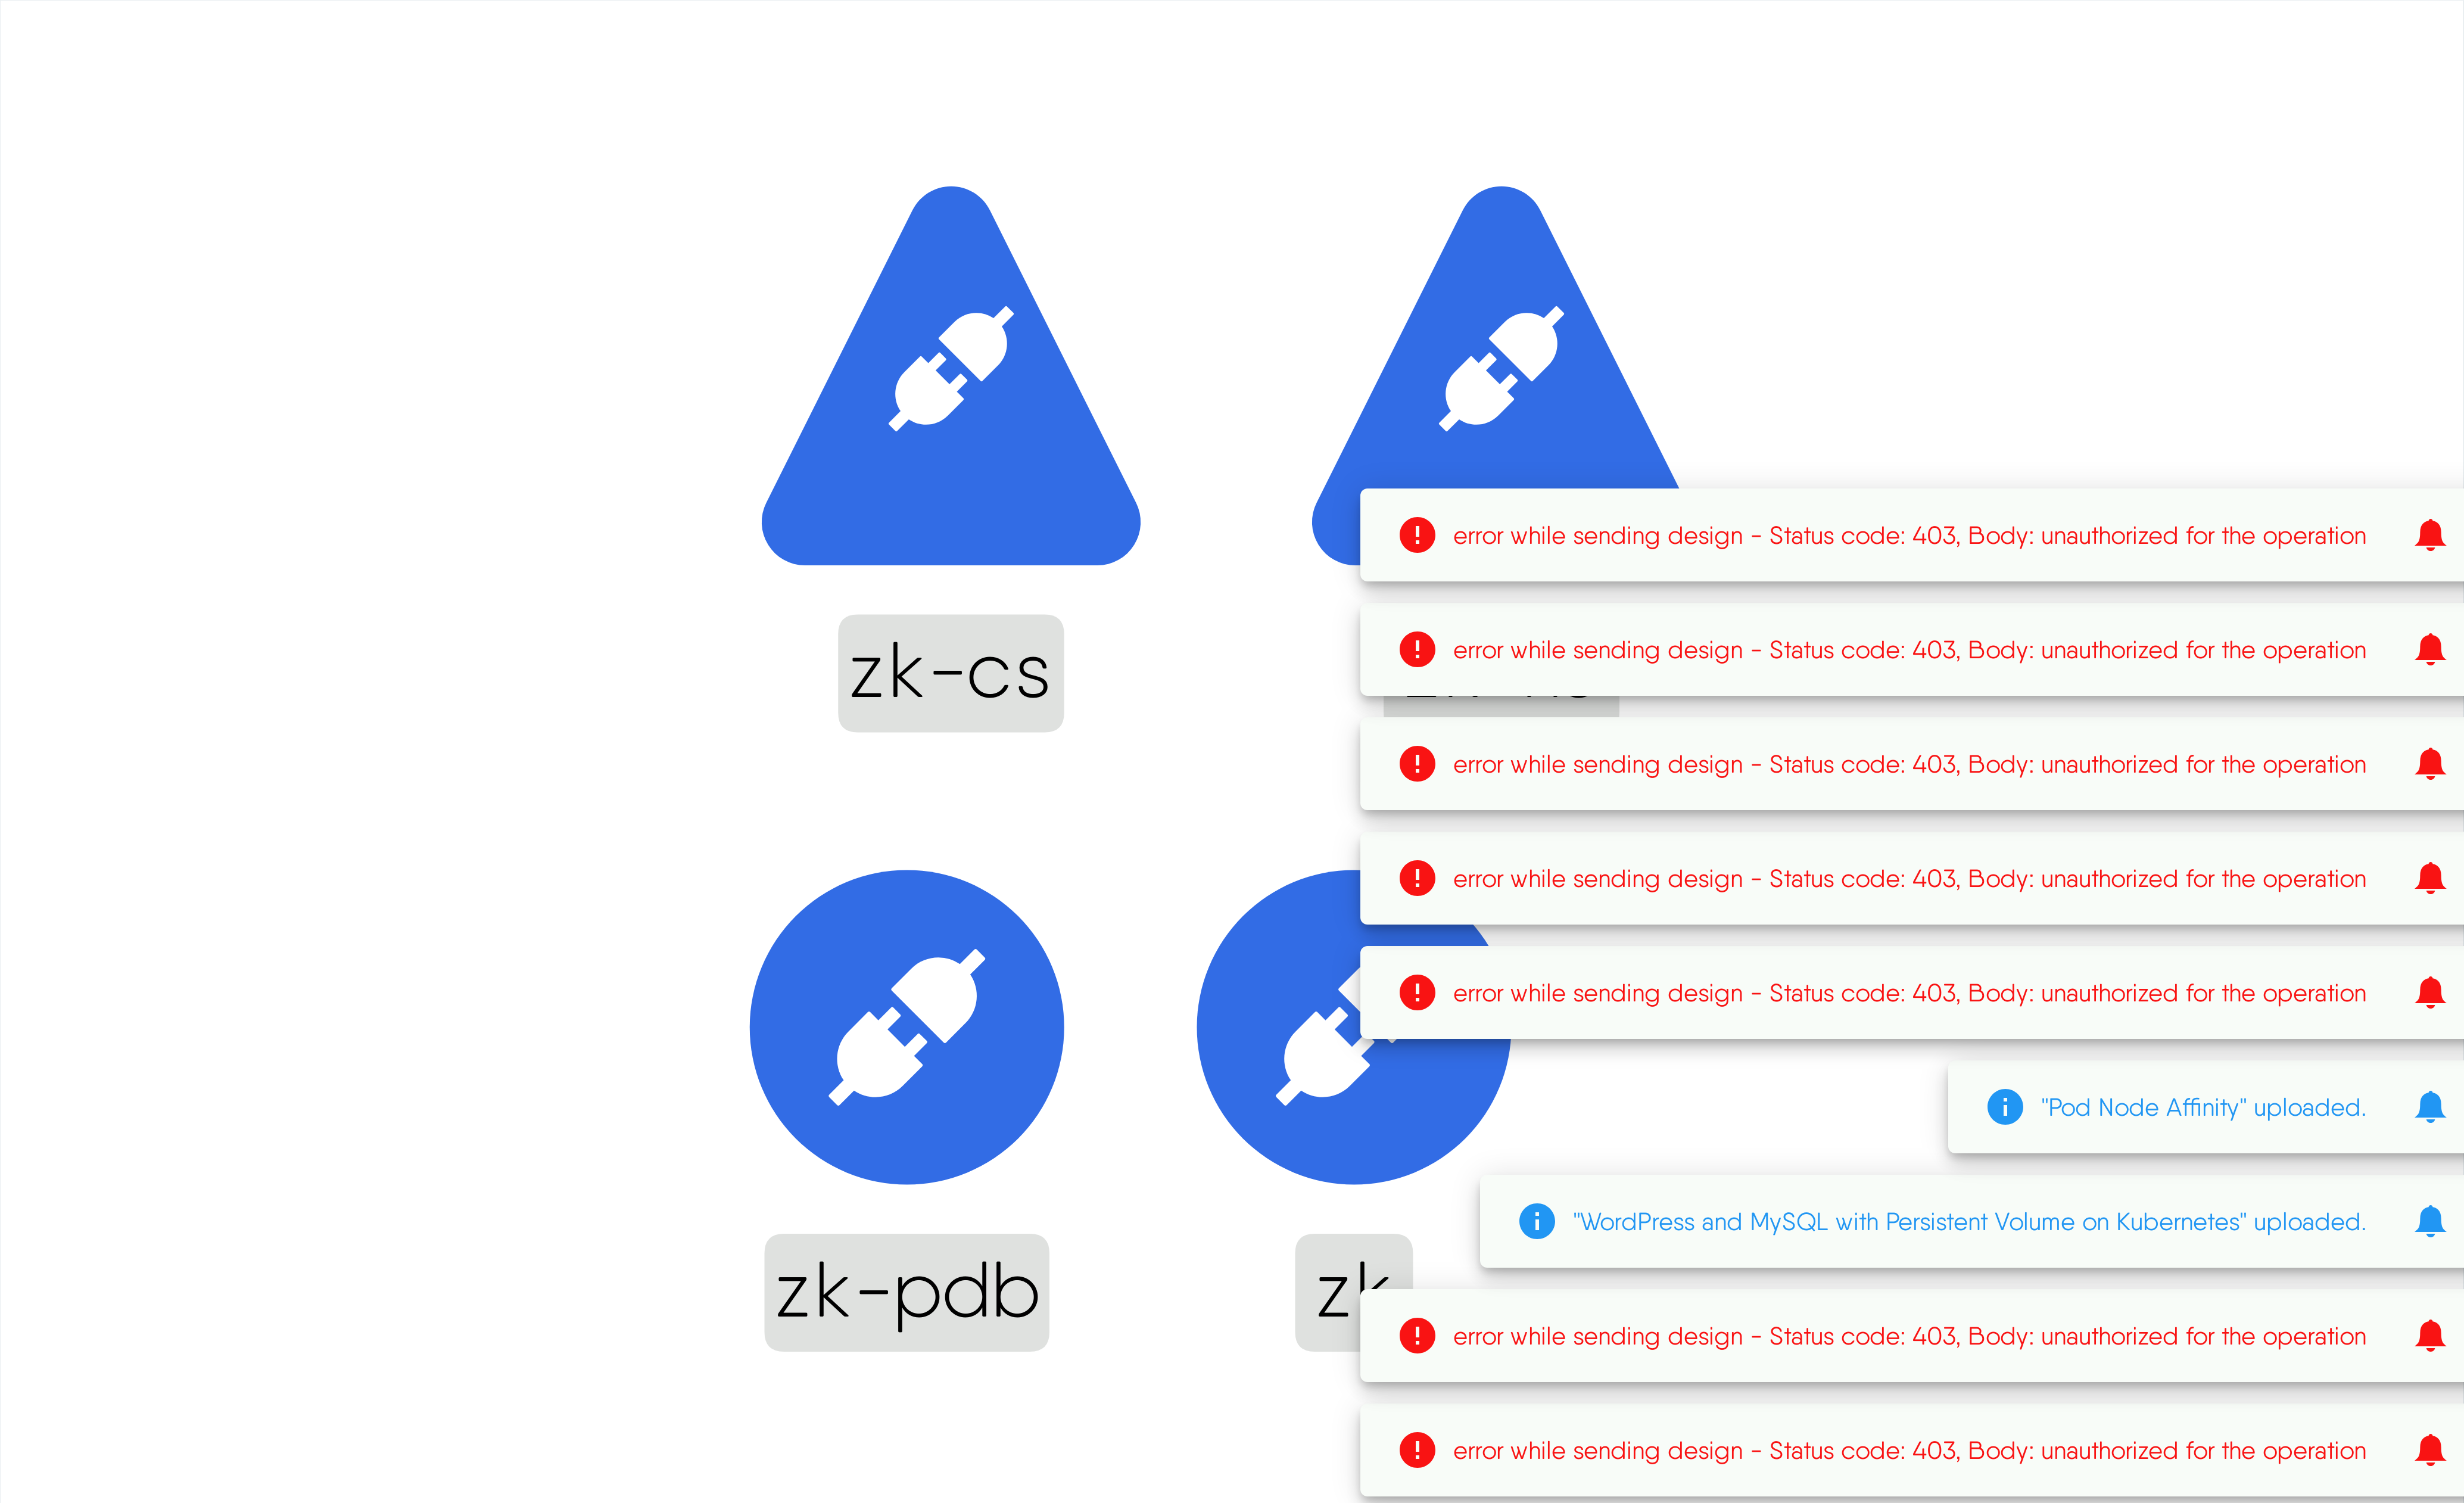 error while sending design - Status code: 403, Body: unauthorized for the operation
zk-cs
error while sending design - Status code: 403, Body: unauthorized for the operation
error while sending design - Status code: 403, Body: unauthorized for the operation
error while sending design - Status code: 403, Body: unauthorized for the operation
error while sending design - Status code: 403, Body: unauthorized for the operation
"Pod Node Affinity" uploaded.
"WordPress and MySQL with Persistent Volume on Kubernetes" uploaded.
zk-pdb
zk
error while sending design - Status code: 403, Body: unauthorized for the operation
error while sending design - Status code: 403, Body: unauthorized for the operation